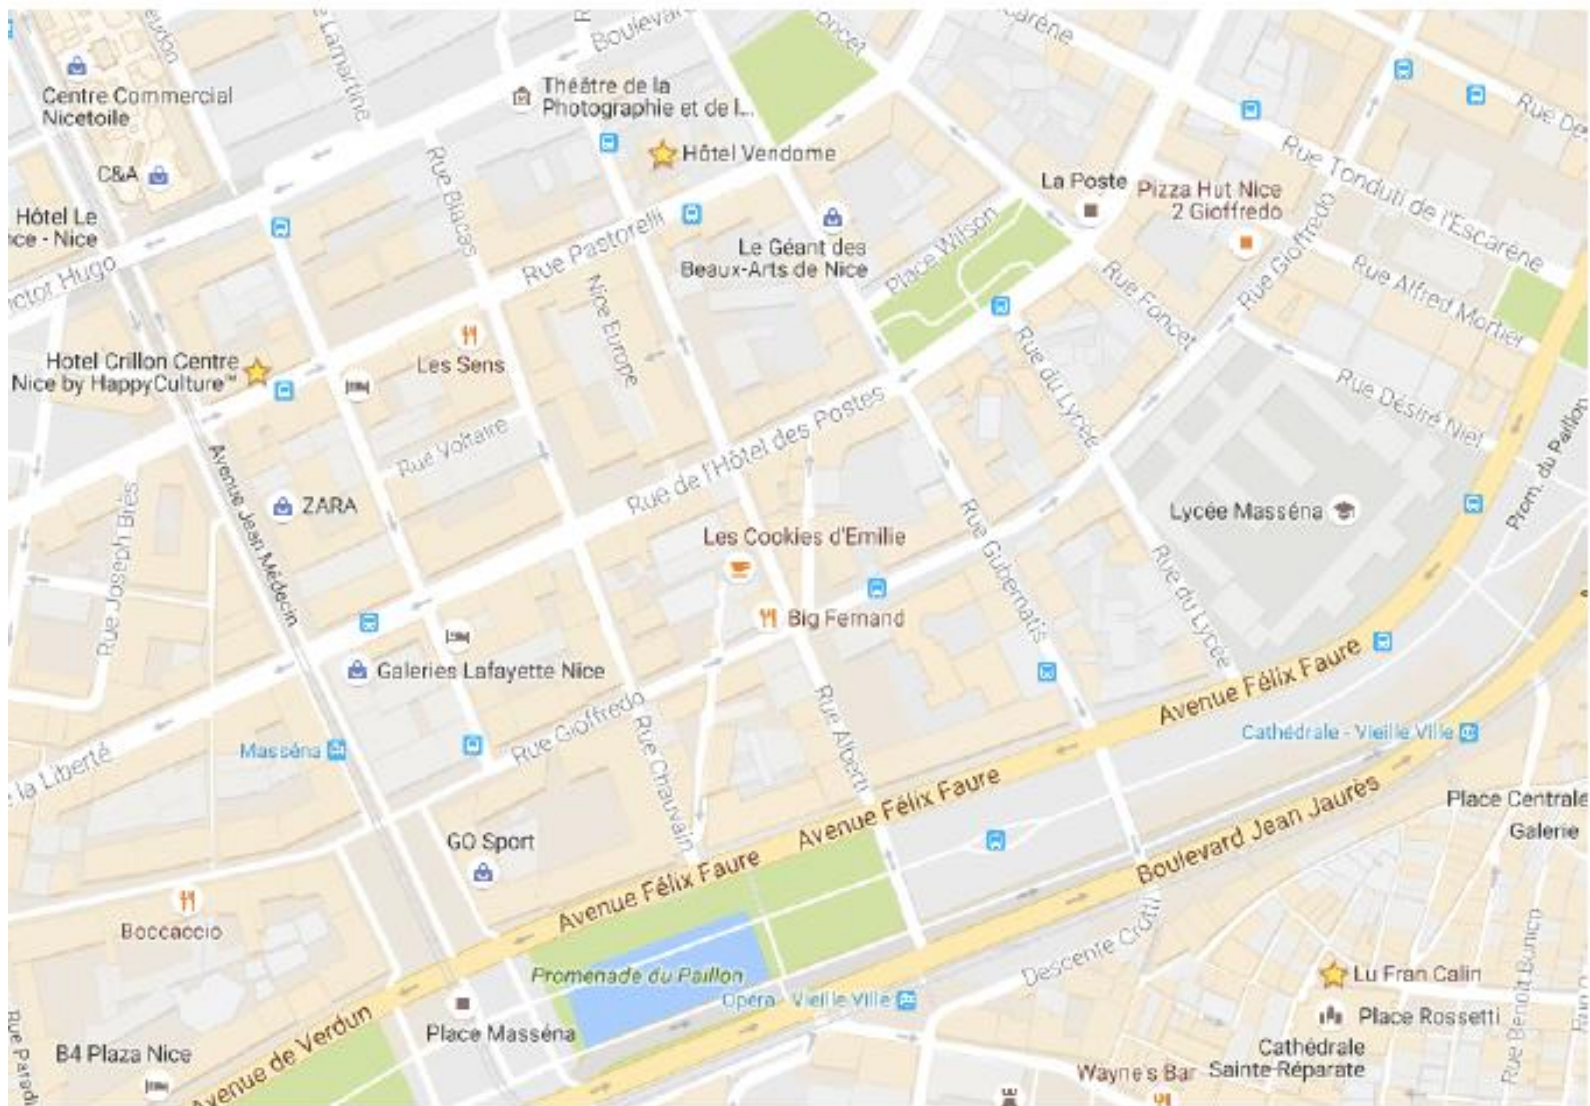 Lamartine
Boulevard
Centre Commercial
Nicetoile
Théâtre de la
Photographie et de l...
C&A
Hôtel Vendome
Rue Blacas
La Poste
Pizza Hut Nice
2 Gioffredo
Rue Tonduti de l'Escarène
Hôtel Le
ce - Nice
Rue Pastorelli
Le Géant des
Beaux-Arts de Nice
Place Wilson
Rue Gioffredo
Rue Alfred Mortier
ctor Hugo
Nice Europe
Rue Foncet
Les Sens
Hotel Crillon Centre
Nice by HappyCulture™
Rue du Lycée
Rue Désiré Niel
Rue Voltaire
Rue de l'Hôtel des Postes
Avenue Jean Médecin
ZARA
Prom. du Paillon
Lycée Masséna
Rue Joseph Brès
Les Cookies d'Emilie
Rue Gubernatis
Big Fernand
Rue du Lycée
Galeries Lafayette Nice
Avenue Félix Faure
Rue Gioffredo
Rue Chauvain
Rue Alberti
Masséna
Cathédrale - Vieille Ville
la Liberté
Avenue Félix Faure
Boulevard Jean Jaurès
Place Centrale
Galerie
GO Sport
Avenue Félix Faure
Boccaccio
Descente Crotti
Rue Benoît Bunico
Promenade du Paillon
Lu Fran Calin
Opéra - Vieille Ville
Place Rossetti
Place Masséna
Avenue de Verdun
B4 Plaza Nice
Cathédrale
Sainte-Réparate
Wayne's Bar
Rue Paradi